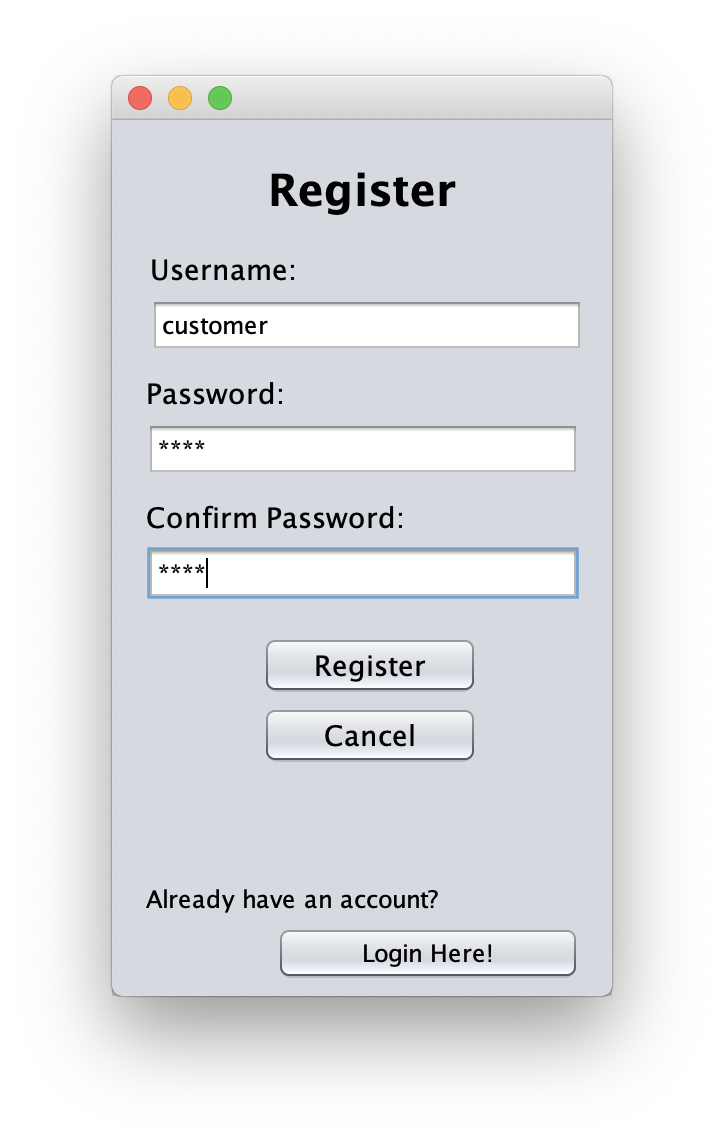 Register
Username:
customer
Password:
****
Confirm Password:
****
Register
Cancel
Already have an account?
Login Here!